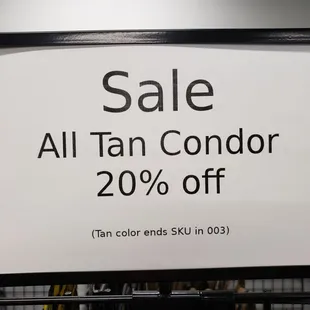 Sale
All Tan Condor
20% off
(Tan color ends SKU in 003)